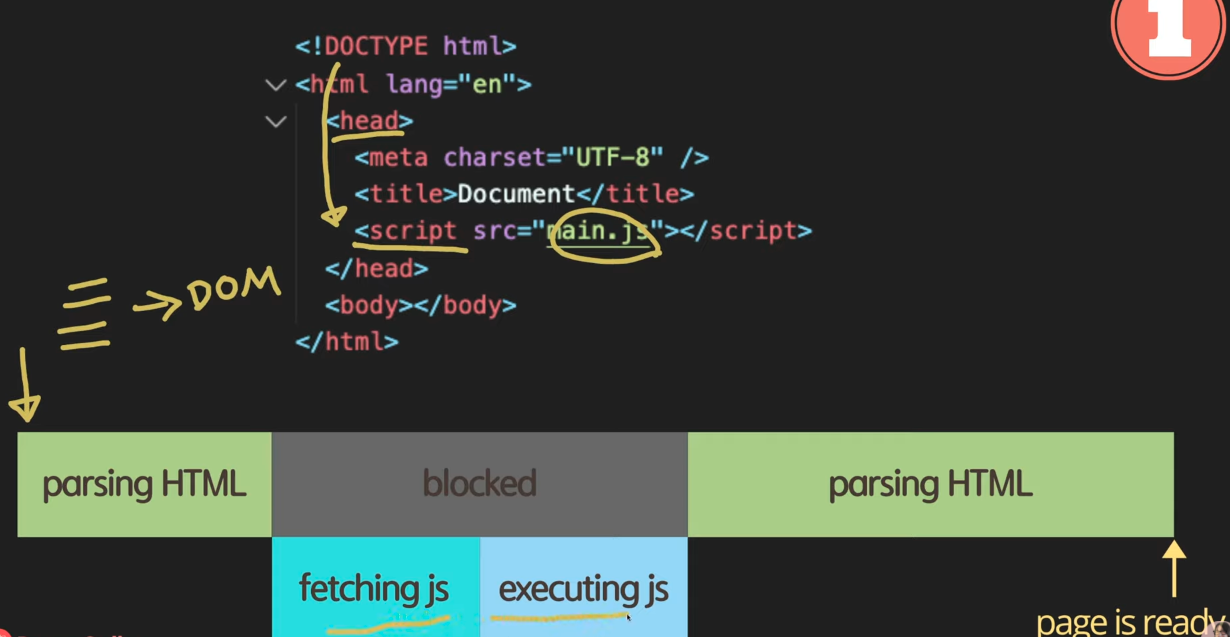 1
<!DOCTYPE html>
<html lang="en">
<head>
<meta charset="UTF-8" />
<title>Document</title>
<script src="main.js"></script>
</head>
<body></body>
</html>
→ DOM
parsing HTML
blocked
parsing HTML
fetching js
executing js
page is ready